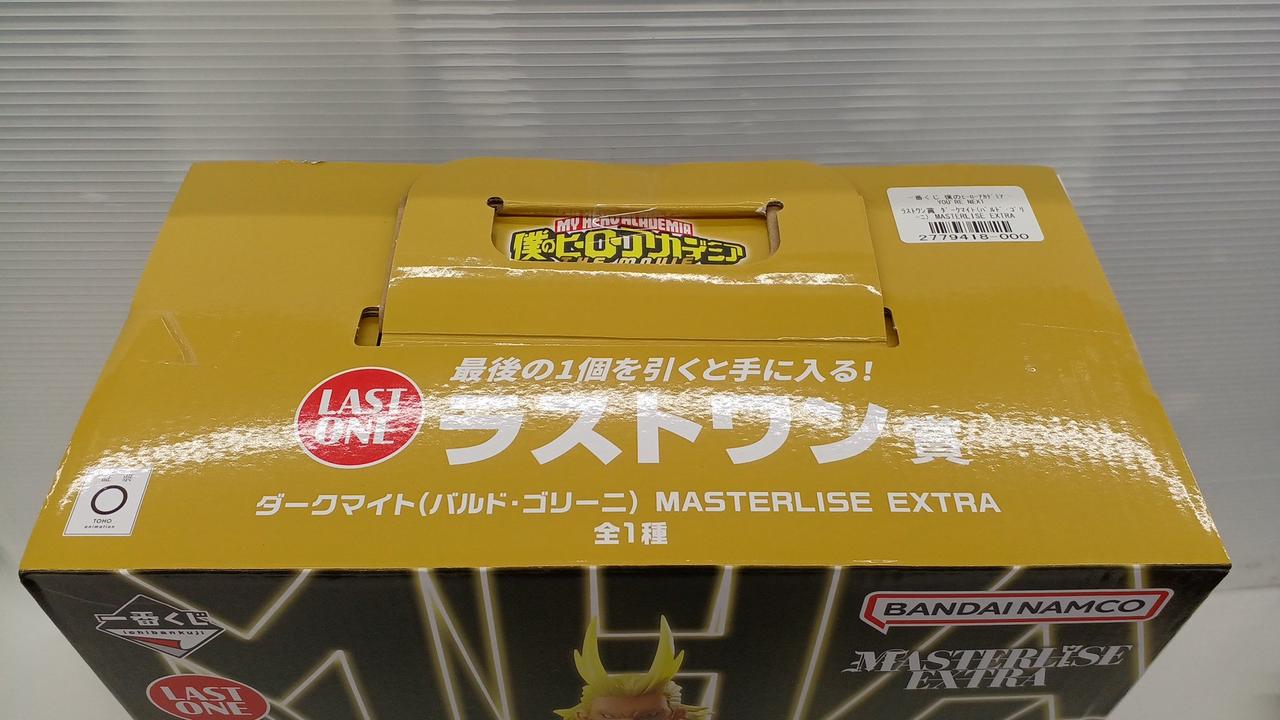 一番くじ 僕のヒーローアカデミア
YOU'RE NEXT
ラストワン賞 ダークマイト(バルド・ゴリ
ーニ) MASTERLISE EXTRA
2779418-000
MY HERO ACADEMIA
僕のヒーローアカデミア
THE MOVIE
最後の1個を引くと手に入る!
LAST
ONE
ラストワン賞
TOHO
animation
ダークマイト(バルド・ゴリーニ) MASTERLISE EXTRA
全1種
一番くじ
ichibankuji
BANDAI NAMCO
MASTERLISE
EXTRA
LAST
ONE